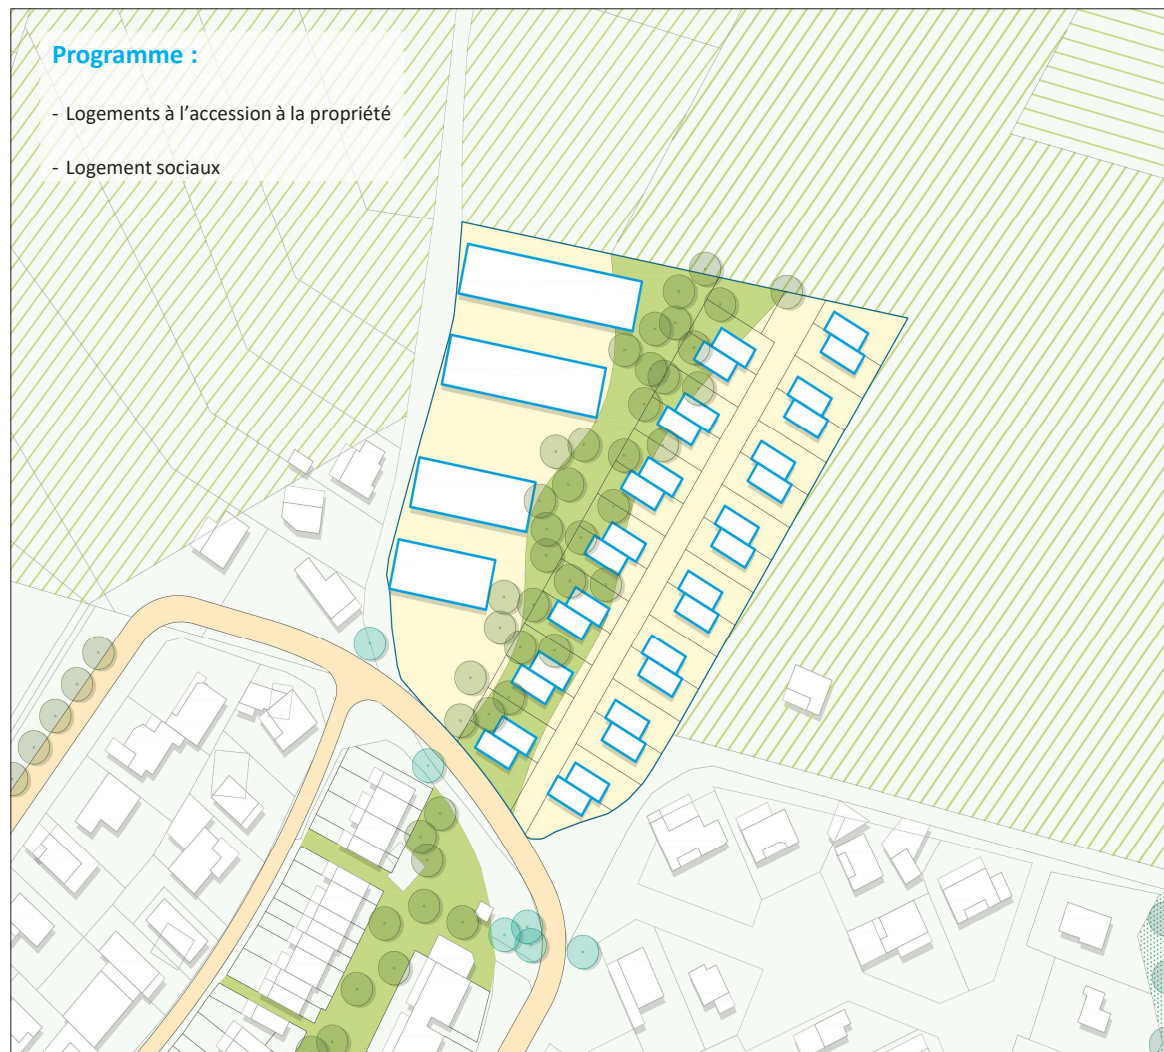 Programme :
- Logements à l’accession à la propriété
- Logement sociaux